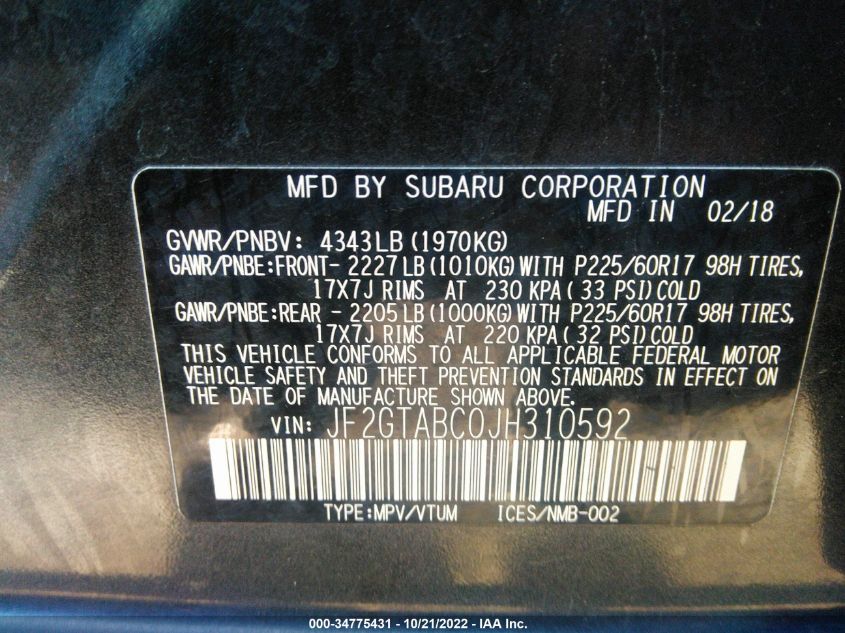 MFD BY SUBARU CORPORATION
MFD IN 02/18
GVWR/PNBV: 4343LB (1970KG)
GAWR/PNBE:FRONT- 2227LB (1010KG) WITH P225/60R17 98H TIRES,
17X7J RIMS AT 230 KPA ( 33 PSI) COLD
GAWR/PNBE:REAR - 2205LB (1000KG) WITH P225/60R17 98H TIRES,
17X7J RIMS AT 220 KPA ( 32 PSI) COLD
THIS VEHICLE CONFORMS TO ALL APPLICABLE FEDERAL MOTOR
VEHICLE SAFETY AND THEFT PREVENTION STANDARDS IN EFFECT ON
THE DATE OF MANUFACTURE SHOWN ABOVE.
VIN: JF2GTABC0JH310592
TYPE:MPV/VTUM ICES/NMB-002
000-34775431 - 10/21/2022 - IAA Inc.